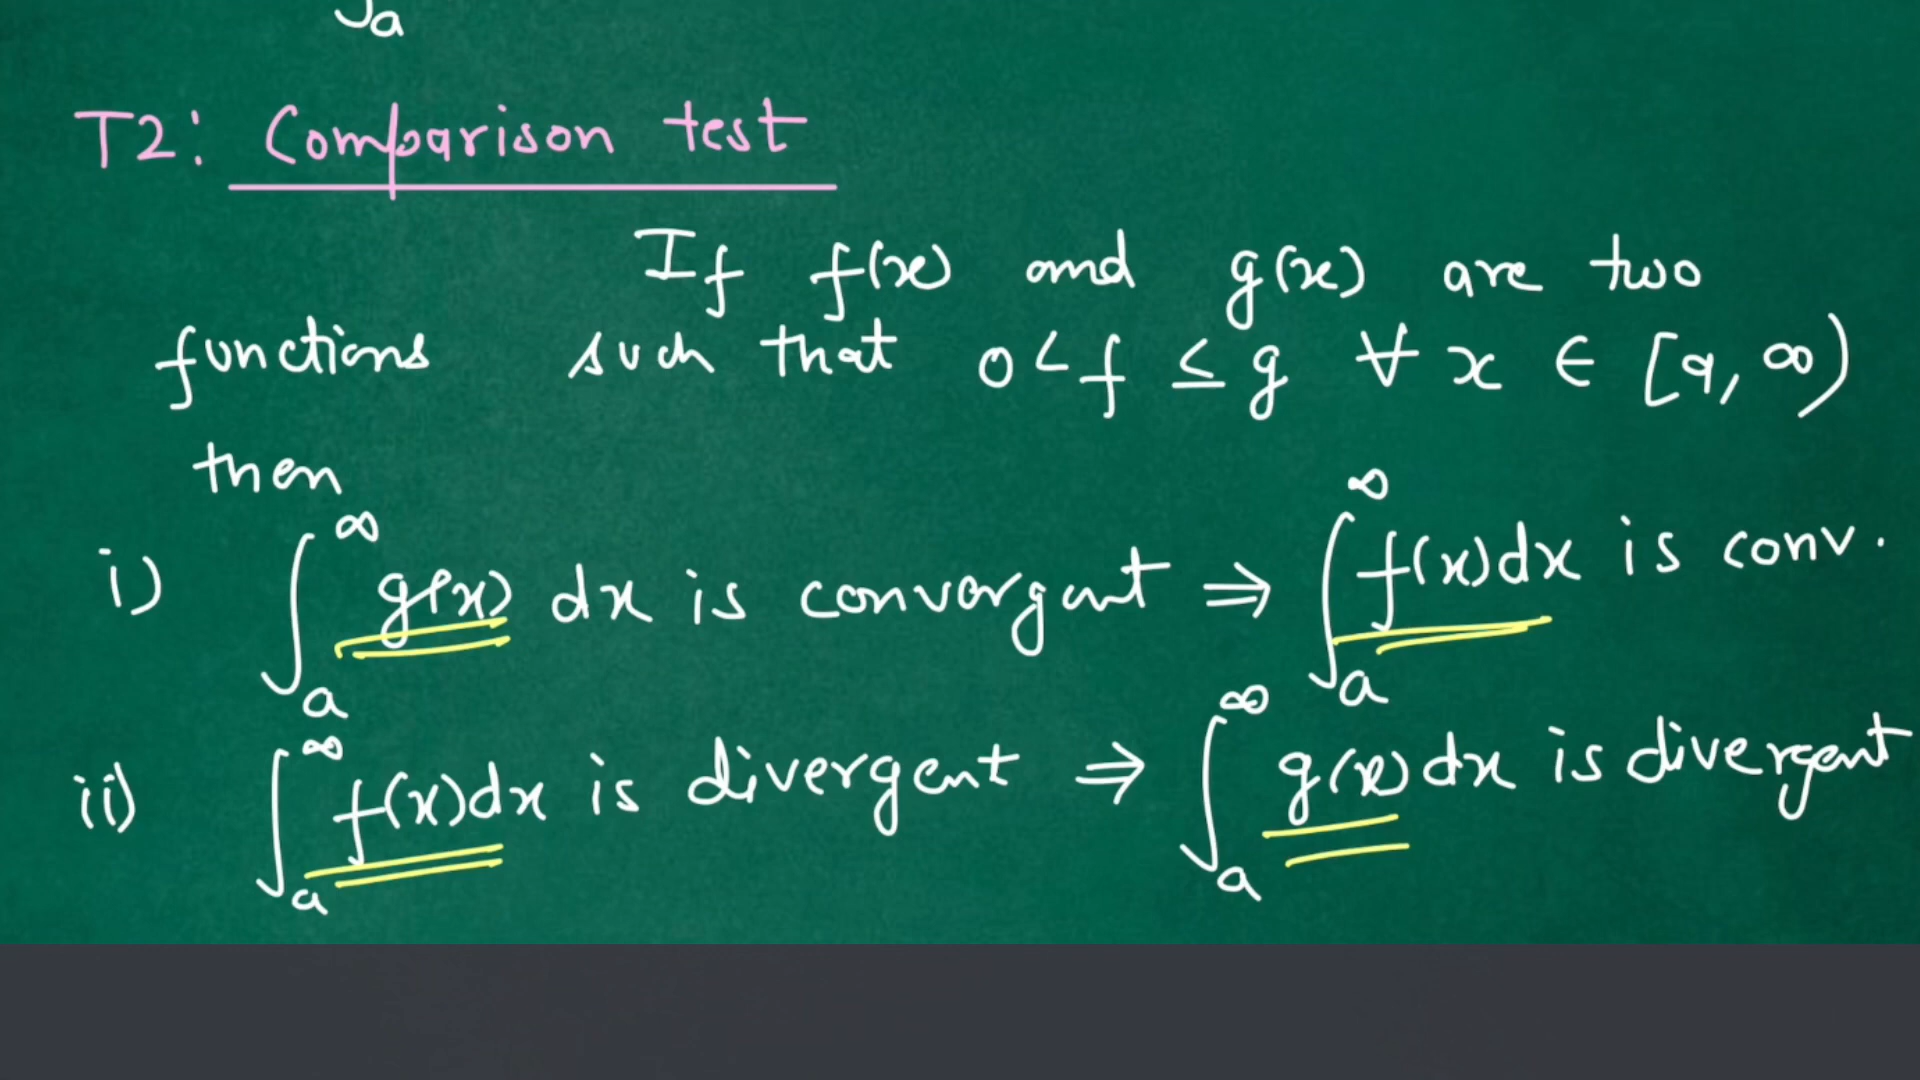 ∫a
T2: Comparison test
If f(x) and g(x) are two
functions such that 0 < f ≤ g ∀ x ∈ [a, ∞)
then
i) ∫_a^∞ g(x) dx is convergent ⇒ ∫_a^∞ f(x)dx is conv.
ii) ∫_a^∞ f(x)dx is divergent ⇒ ∫_a^∞ g(x)dx is divergent